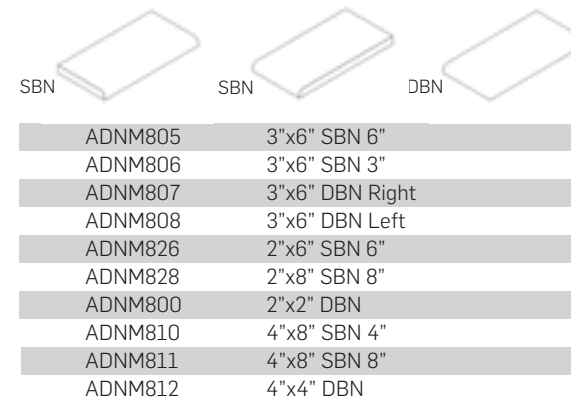 SBN SBN DBN
ADNM805 3"x6" SBN 6"
ADNM806 3"x6" SBN 3"
ADNM807 3"x6" DBN Right
ADNM808 3"x6" DBN Left
ADNM826 2"x6" SBN 6"
ADNM828 2"x8" SBN 8"
ADNM800 2"x2" DBN
ADNM810 4"x8" SBN 4"
ADNM811 4"x8" SBN 8"
ADNM812 4"x4" DBN